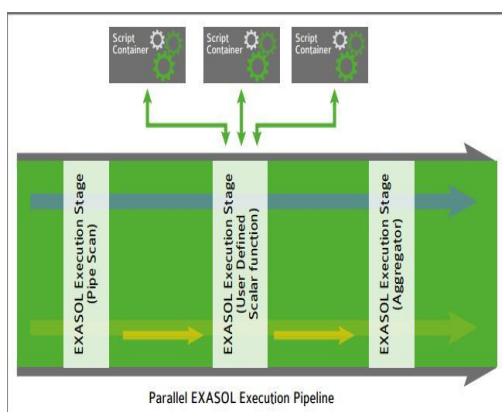 Script
Container
Script
Container
Script
Container
EXASOL Execution Stage
(Pipe Scan)
EXASOL Execution Stage
(User Defined
Scalar function)
EXASOL Execution Stage
(Aggregator)
Parallel EXASOL Execution Pipeline